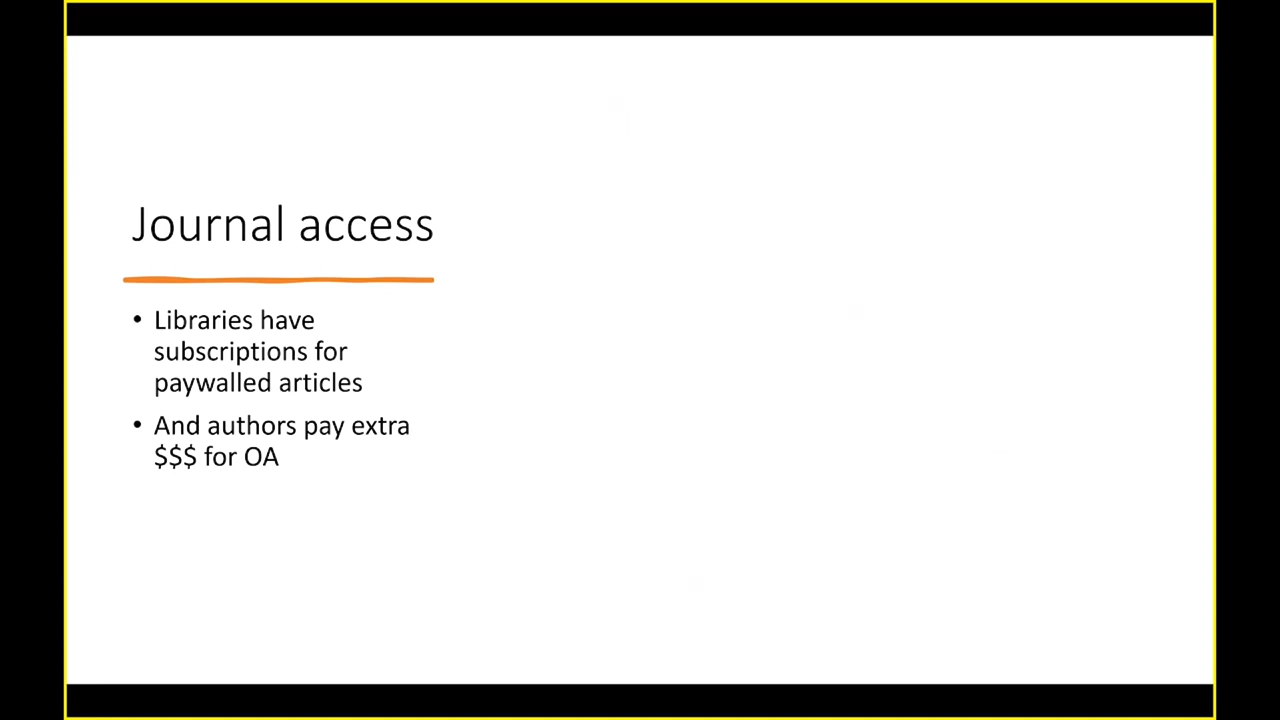 Journal access
• Libraries have
subscriptions for
paywalled articles
• And authors pay extra
$$$ for OA